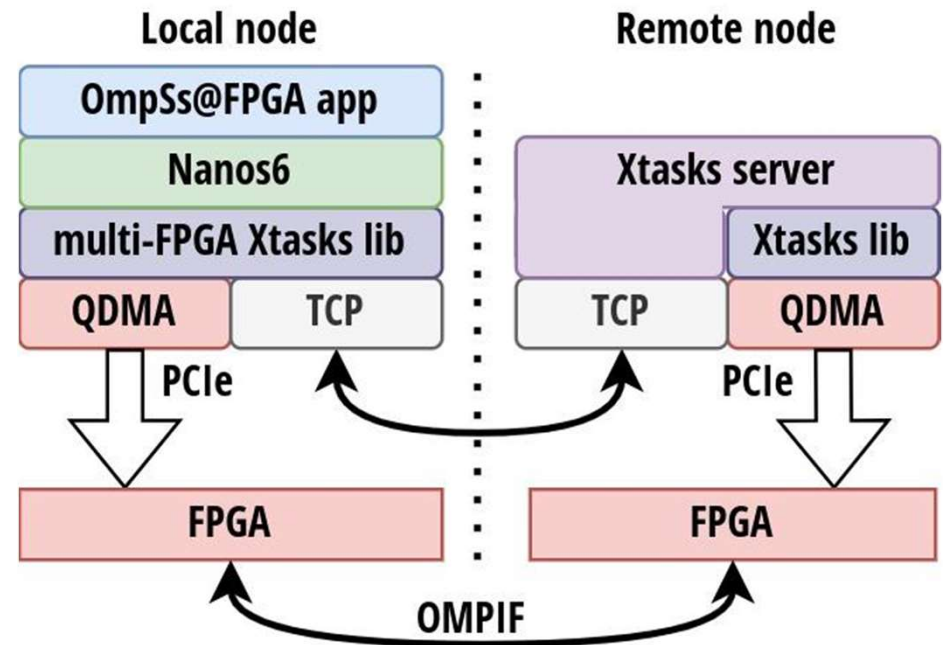 Local node
Remote node
OmpSs@FPGA app
Nanos6
Xtasks server
multi-FPGA Xtasks lib
Xtasks lib
QDMA
TCP
TCP
QDMA
PCIe
PCIe
FPGA
FPGA
OMPIF